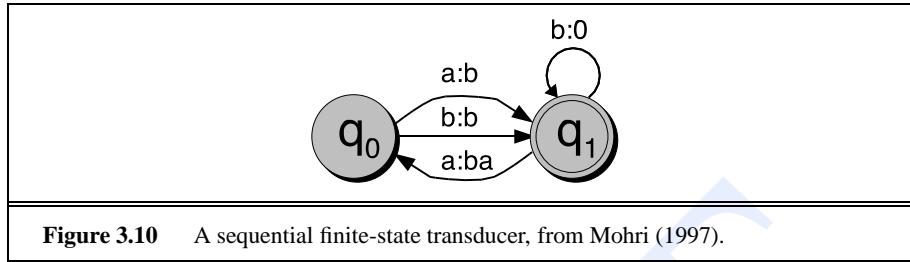 b:0
a:b
b:b
a:ba
q0
q1
Figure 3.10 A sequential finite-state transducer, from Mohri (1997).